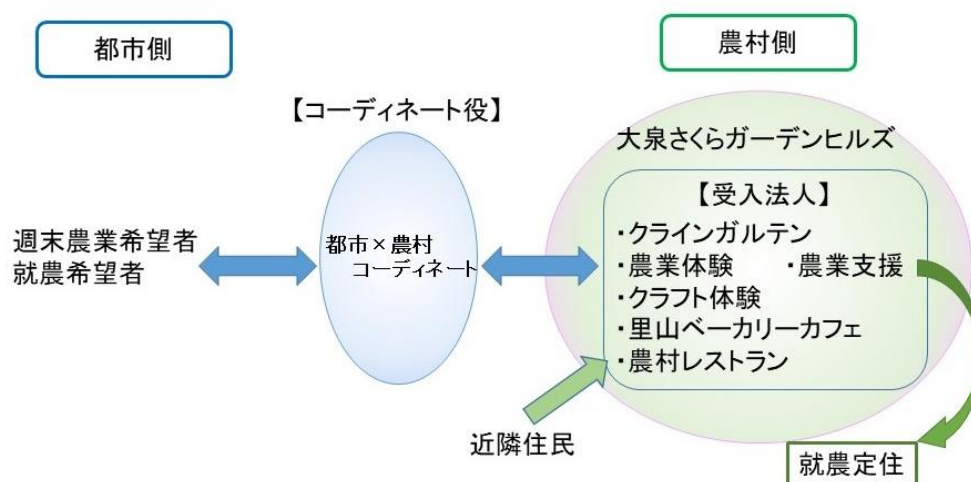 都市側
農村側
【コーディネート役】
大泉さくらガーデンヒルズ
【受入法人】
週末農業希望者
就農希望者
都市×農村
コーディネート
・クラインガルテン
・農業体験　・農業支援
・クラフト体験
・里山ベーカリーカフェ
・農村レストラン
近隣住民
就農定住